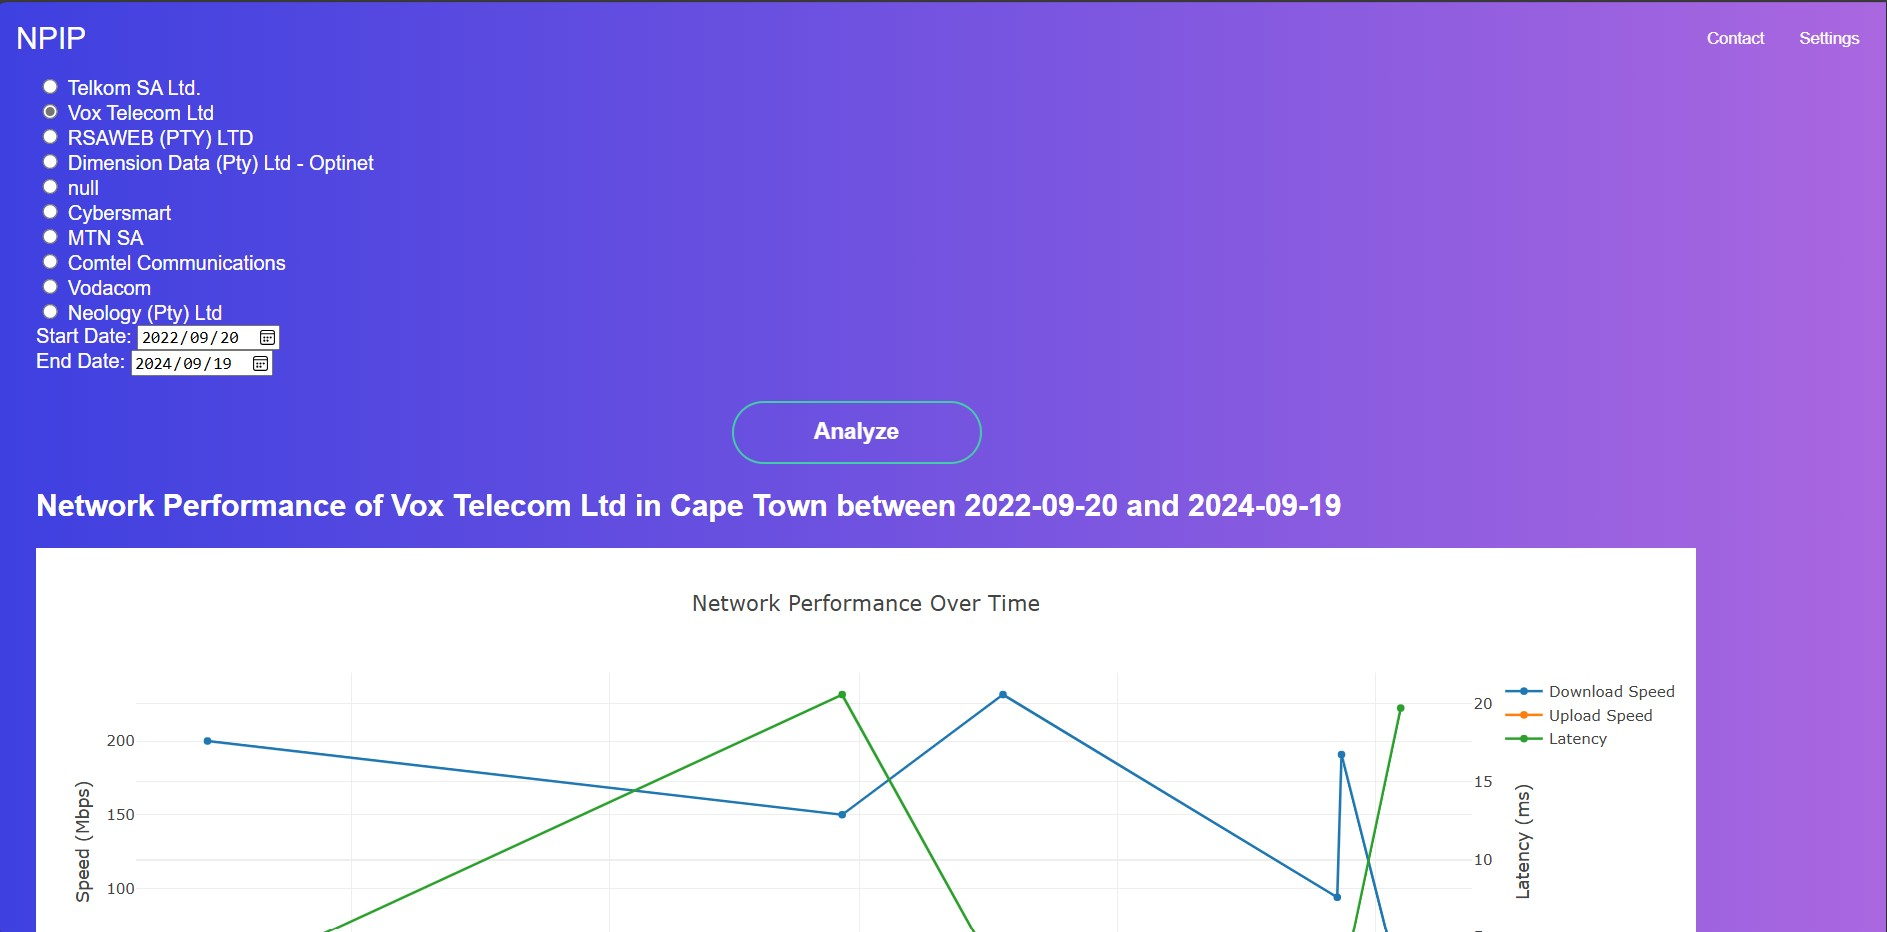 NPIP
Contact
Settings
Telkom SA Ltd.
Vox Telecom Ltd
RSAWEB (PTY) LTD
Dimension Data (Pty) Ltd - Optinet
null
Cybersmart
MTN SA
Comtel Communications
Vodacom
Neology (Pty) Ltd
Start Date: 2022/09/20
End Date: 2024/09/19
Analyze
Network Performance of Vox Telecom Ltd in Cape Town between 2022-09-20 and 2024-09-19
Network Performance Over Time
200
150
100
Speed (Mbps)
20
15
10
Latency (ms)
Download Speed
Upload Speed
Latency